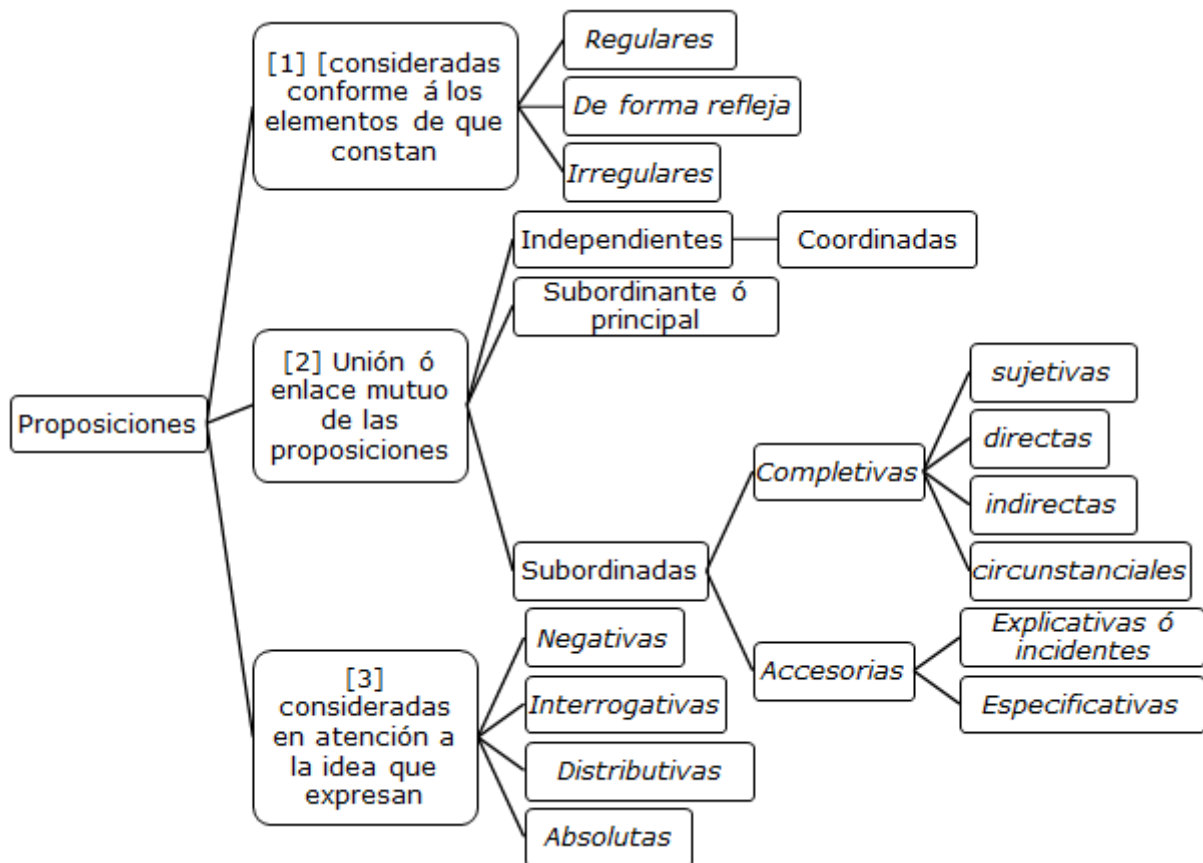 Proposiciones
[1] [consideradas
conforme á los
elementos de que
constan
Regulares
De forma refleja
Irregulares
[2] Unión ó
enlace mutuo
de las
proposiciones
Independientes
Coordinadas
Subordinante ó
principal
Subordinadas
Completivas
sujetivas
directas
indirectas
circunstanciales
Accesorias
Explicativas ó
incidentes
Especificativas
[3]
consideradas
en atención a
la idea que
expresan
Negativas
Interrogativas
Distributivas
Absolutas